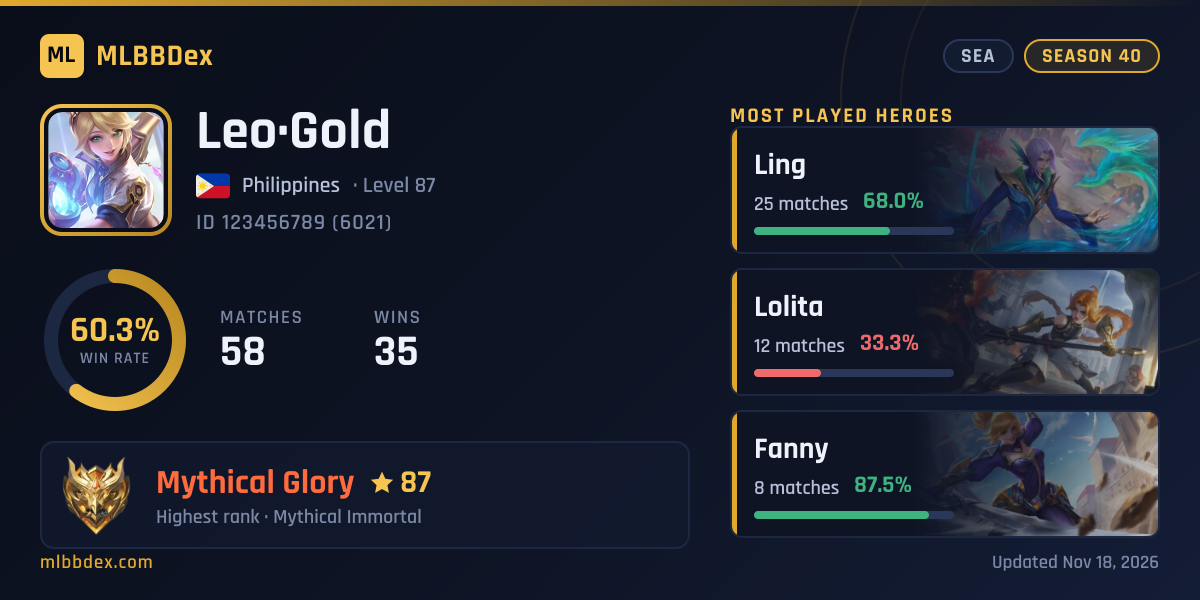 ML MLBBDex
SEA SEASON 40
Leo·Gold
Philippines · Level 87
ID 123456789 (6021)
60.3%
WIN RATE
MATCHES
58
WINS
35
Mythical Glory ★ 87
Highest rank · Mythical Immortal
mlbbdex.com
MOST PLAYED HEROES
Ling
25 matches 68.0%
Lolita
12 matches 33.3%
Fanny
8 matches 87.5%
Updated Nov 18, 2026